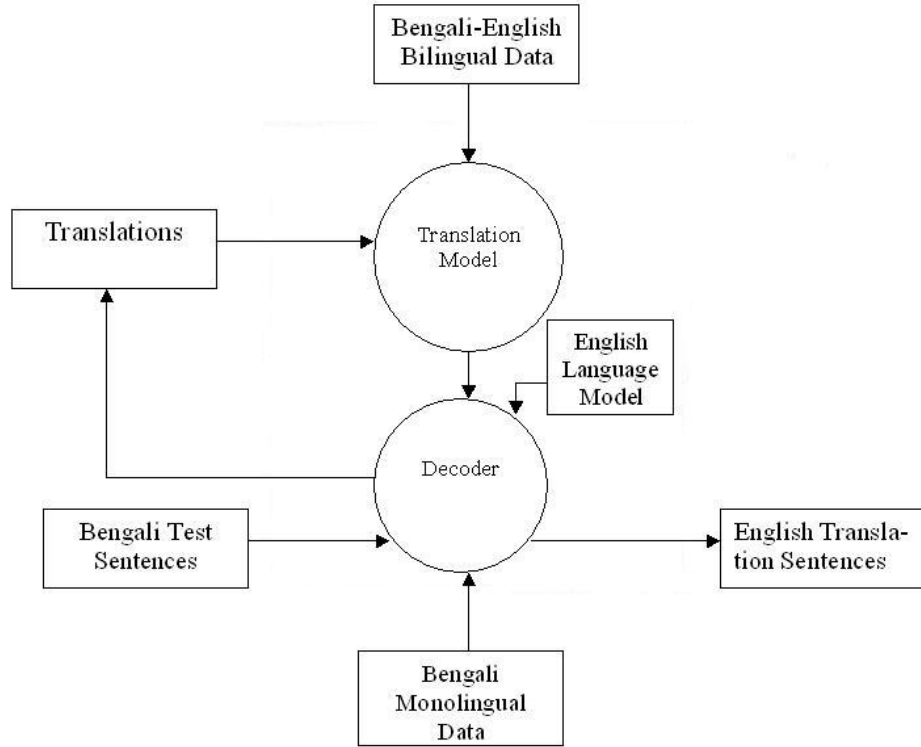 Bengali-English
Bilingual Data
Translations
Translation
Model
English
Language
Model
Decoder
Bengali Test
Sentences
English Transla-
tion Sentences
Bengali
Monolingual
Data